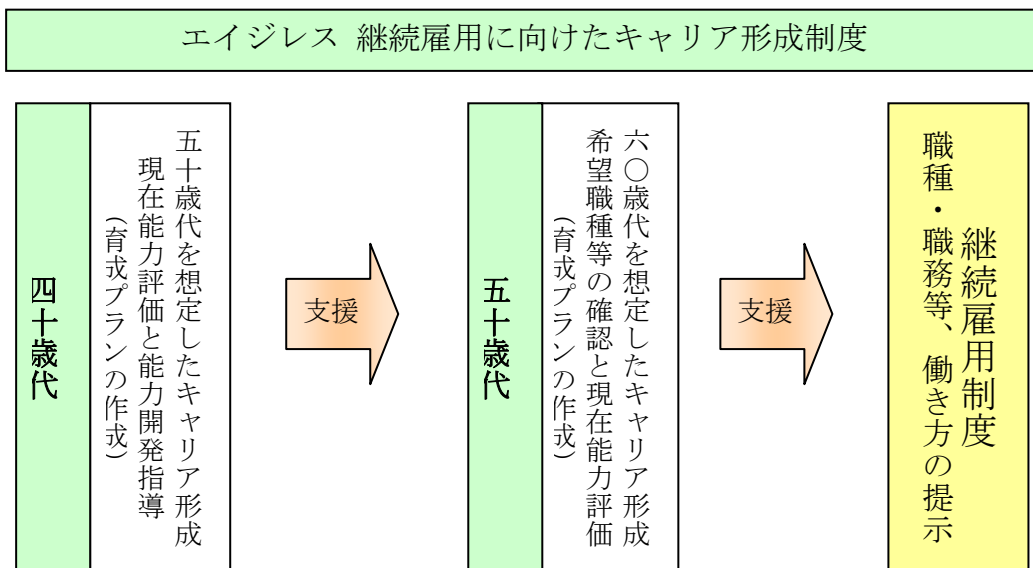 エイジレス 継続雇用に向けたキャリア形成制度
四十歳代
五十歳代を想定したキャリア形成
現在能力評価と能力開発指導
(育成プランの作成)
支援
五十歳代
六〇歳代を想定したキャリア形成
希望職種等の確認と現在能力評価
(育成プランの作成)
支援
継続雇用制度
職種・職務等、働き方の提示